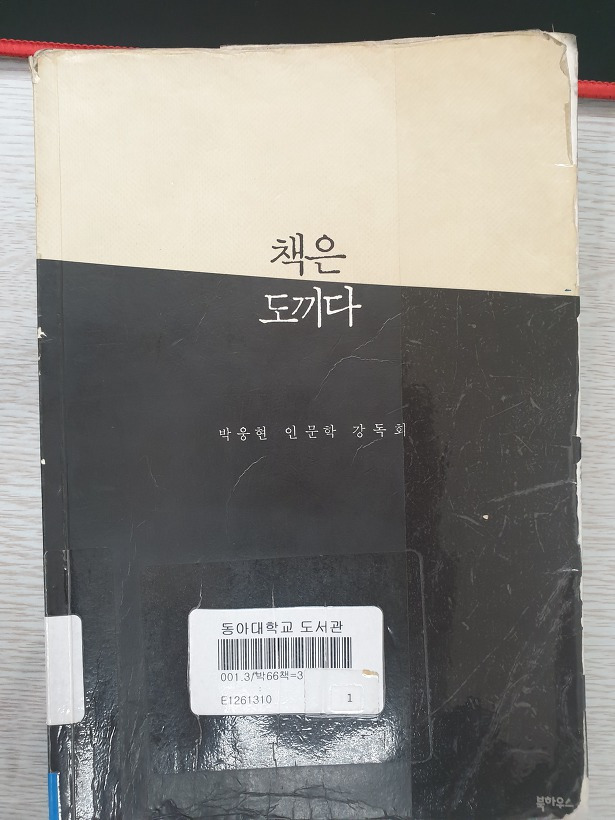 책은
도끼다
박웅현 인문학 강독회
동아대학교 도서관
001.3/박66책=3
E1261310
1
북하우스